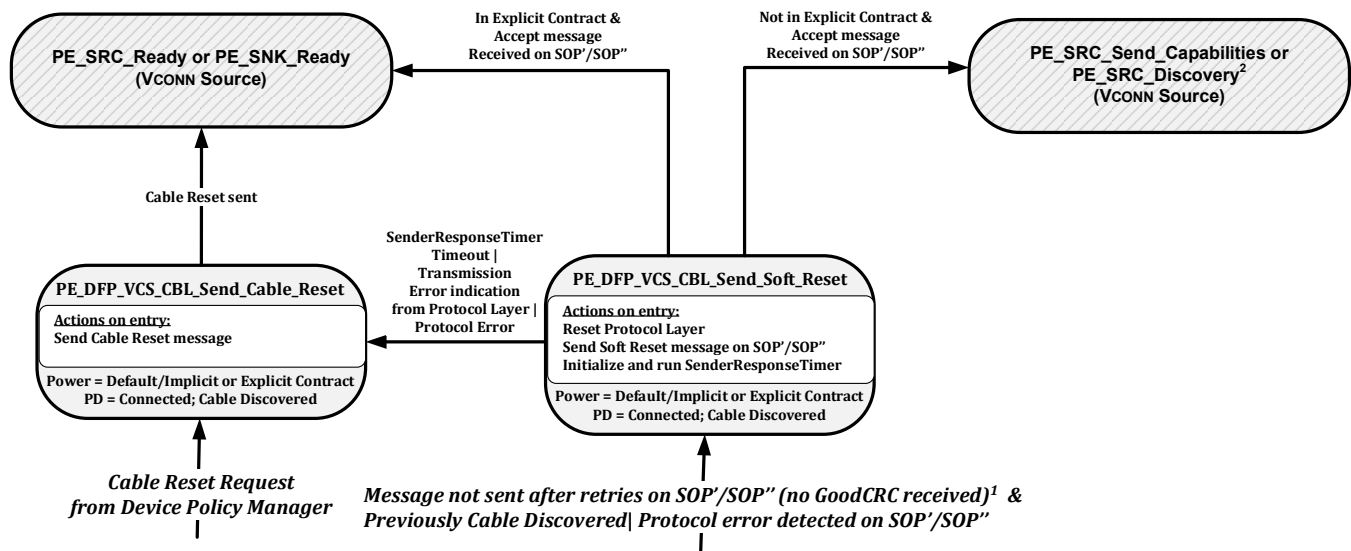 In Explicit Contract &
Accept message
Received on SOP’/SOP’’
Not in Explicit Contract &
Accept message
Received on SOP’/SOP’’
PE_SRC_Ready or PE_SNK_Ready
(VCONN Source)
PE_SRC_Send_Capabilities or
PE_SRC_Discovery²
(VCONN Source)
Cable Reset sent
SenderResponseTimer
Timeout |
Transmission
Error indication
from Protocol Layer |
Protocol Error
PE_DFP_VCS_CBL_Send_Cable_Reset
Actions on entry:
Send Cable Reset message
Power = Default/Implicit or Explicit Contract
PD = Connected; Cable Discovered
PE_DFP_VCS_CBL_Send_Soft_Reset
Actions on entry:
Reset Protocol Layer
Send Soft Reset message on SOP’/SOP’’
Initialize and run SenderResponseTimer
Power = Default/Implicit or Explicit Contract
PD = Connected; Cable Discovered
Cable Reset Request
from Device Policy Manager
Message not sent after retries on SOP’/SOP’’ (no GoodCRC received)¹ &
Previously Cable Discovered| Protocol error detected on SOP’/SOP’’